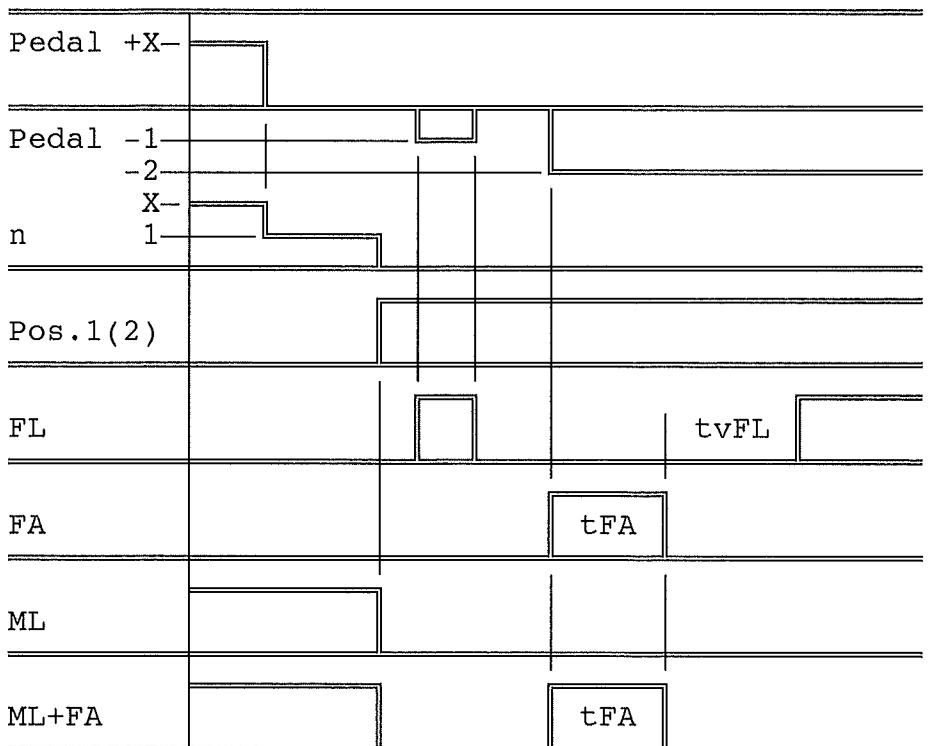 Pedal +X–
Pedal -1
-2
X–
n 1
Pos.1(2)
FL tvFL
FA tFA
ML
ML+FA tFA